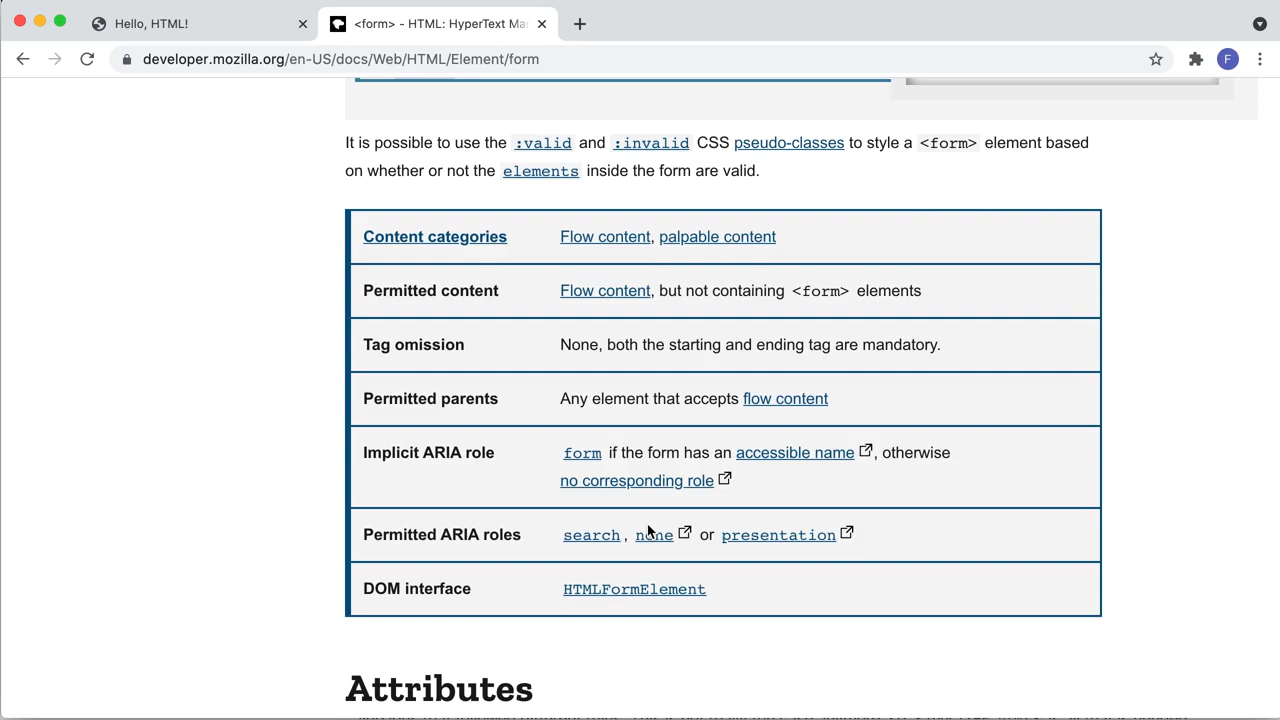 Hello, HTML!
<form> - HTML: HyperText Ma
developer.mozilla.org/en-US/docs/Web/HTML/Element/form
F
It is possible to use the :valid and :invalid CSS pseudo-classes to style a <form> element based
on whether or not the elements inside the form are valid.
Content categories Flow content, palpable content
Permitted content Flow content, but not containing <form> elements
Tag omission None, both the starting and ending tag are mandatory.
Permitted parents Any element that accepts flow content
Implicit ARIA role form if the form has an accessible name, otherwise
no corresponding role
Permitted ARIA roles search, none or presentation
DOM interface HTMLFormElement
Attributes